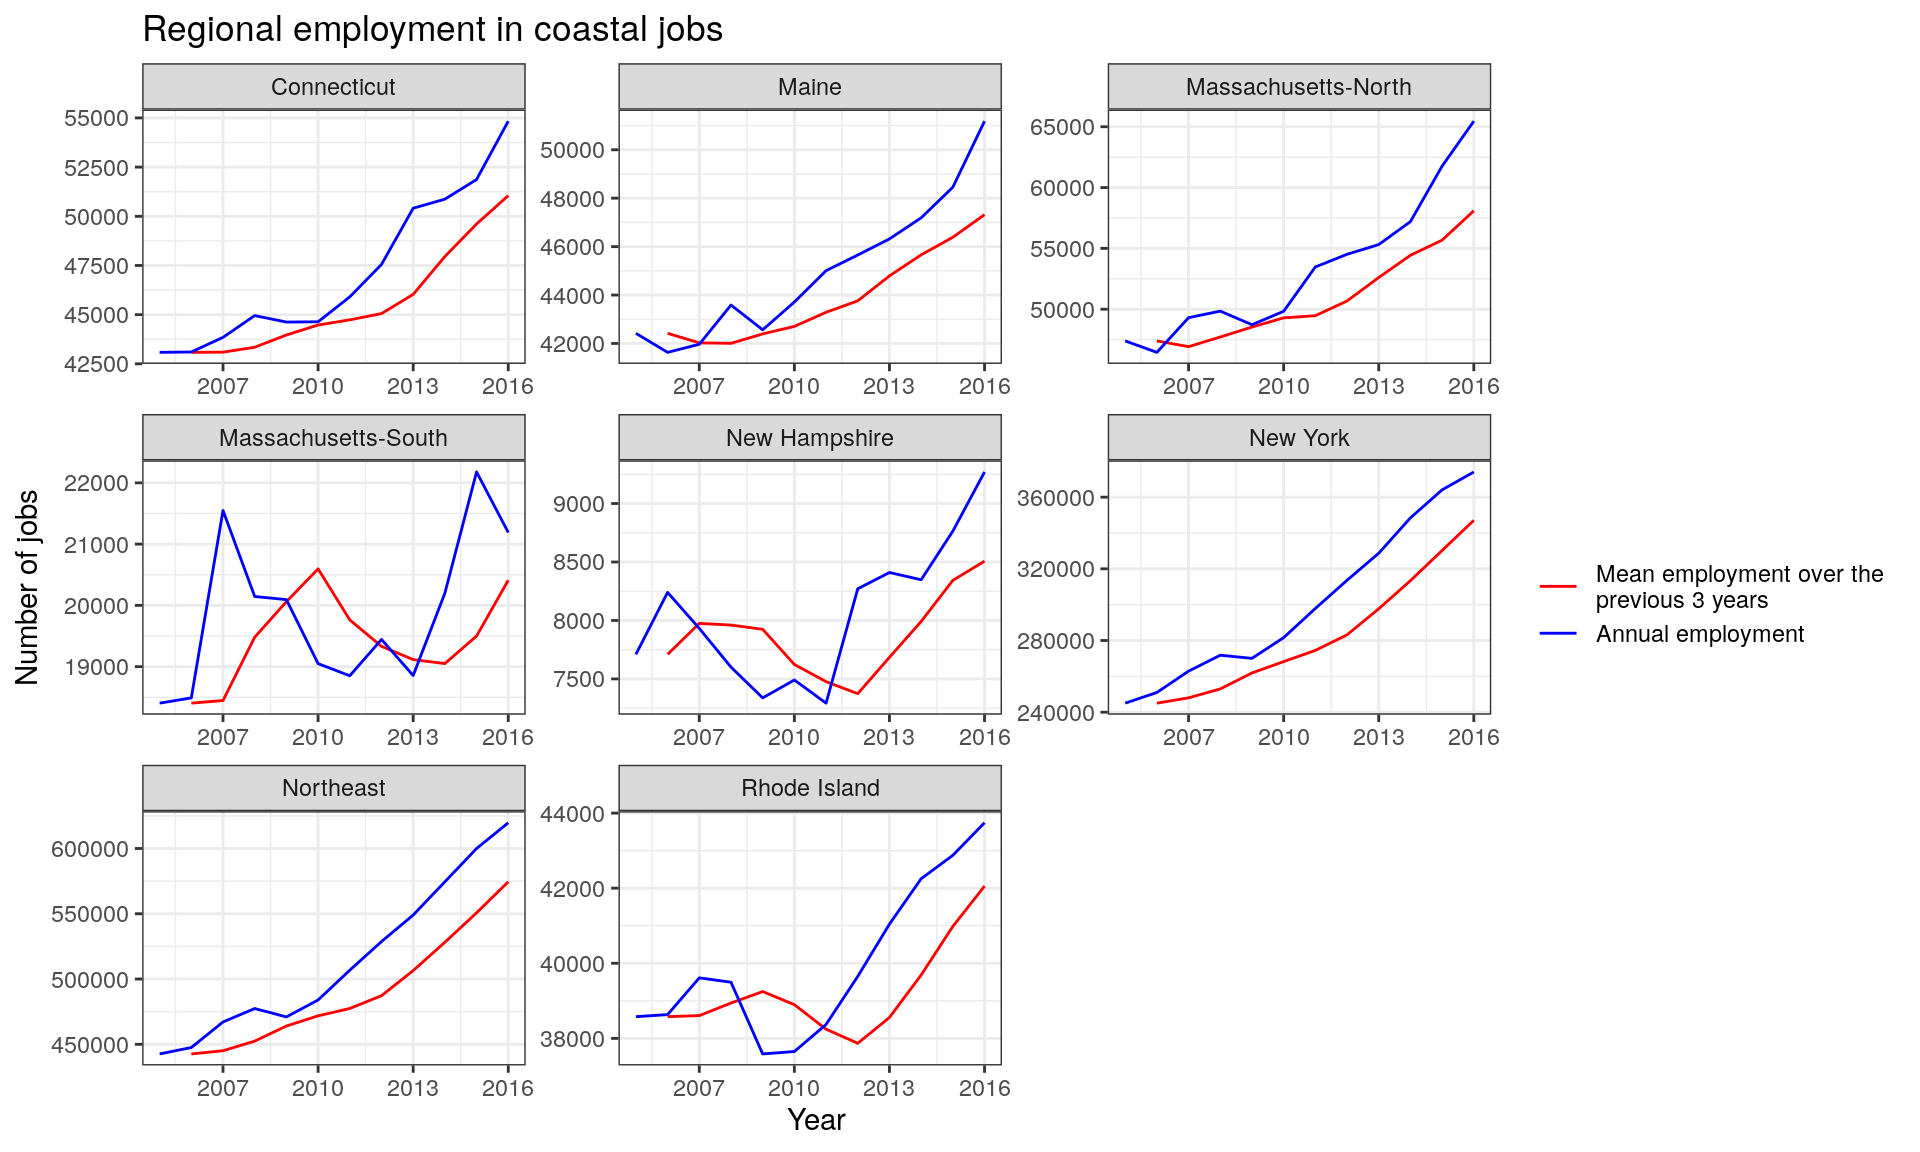 Regional employment in coastal jobs
Connecticut
Maine
Massachusetts-North
55000
52500
50000
47500
45000
42500
2007 2010 2013 2016
50000
48000
46000
44000
42000
2007 2010 2013 2016
65000
60000
55000
50000
2007 2010 2013 2016
Massachusetts-South
New Hampshire
New York
22000
21000
20000
19000
2007 2010 2013 2016
9000
8500
8000
7500
2007 2010 2013 2016
360000
320000
280000
240000
2007 2010 2013 2016
Northeast
Rhode Island
600000
550000
500000
450000
2007 2010 2013 2016
44000
42000
40000
38000
2007 2010 2013 2016
Number of jobs
Year
Mean employment over the
previous 3 years
Annual employment